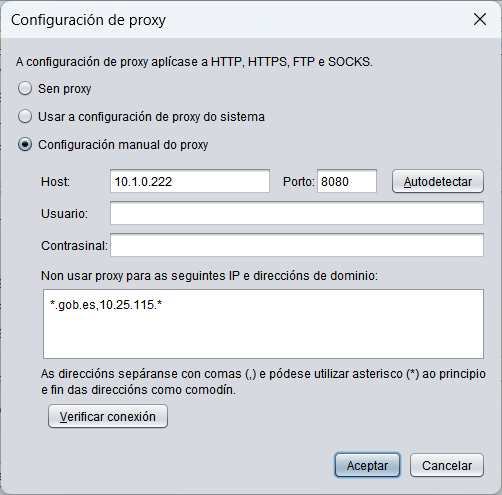 Configuración de proxy
A configuración de proxy aplícase a HTTP, HTTPS, FTP e SOCKS.
Sen proxy
Usar a configuración de proxy do sistema
Configuración manual do proxy
Host: 10.1.0.222 Porto: 8080 Autodetectar
Usuario:
Contrasinal:
Non usar proxy para as seguintes IP e direccións de dominio:
*.gob.es,10.25.115.*
As direccións sepáranse con comas (,) e pódese utilizar asterisco (*) ao principio
e fin das direccións como comodín.
Verificar conexión
Aceptar Cancelar